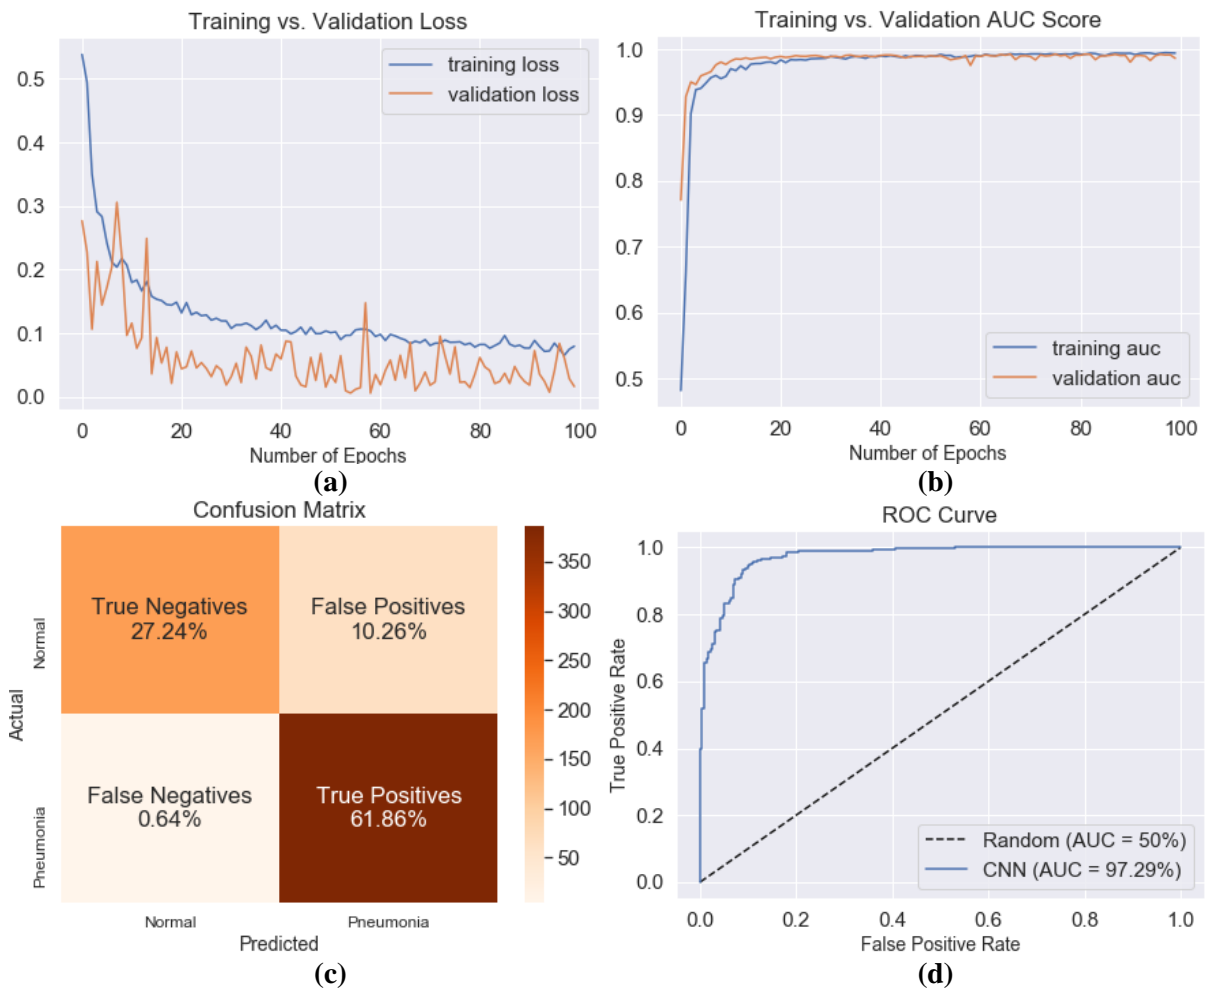 Training vs. Validation Loss
training loss
validation loss
0.5
0.4
0.3
0.2
0.1
0.0
0
20
40
60
80
100
Number of Epochs
(a)
Training vs. Validation AUC Score
1.0
0.9
0.8
0.7
0.6
0.5
training auc
validation auc
0
20
40
60
80
100
Number of Epochs
(b)
Confusion Matrix
Actual
Normal
Pneumonia
True Negatives
27.24%
False Positives
10.26%
False Negatives
0.64%
True Positives
61.86%
Normal
Pneumonia
Predicted
350
300
250
200
150
100
50
(c)
ROC Curve
True Positive Rate
1.0
0.8
0.6
0.4
0.2
0.0
Random (AUC = 50%)
CNN (AUC = 97.29%)
0.0
0.2
0.4
0.6
0.8
1.0
False Positive Rate
(d)